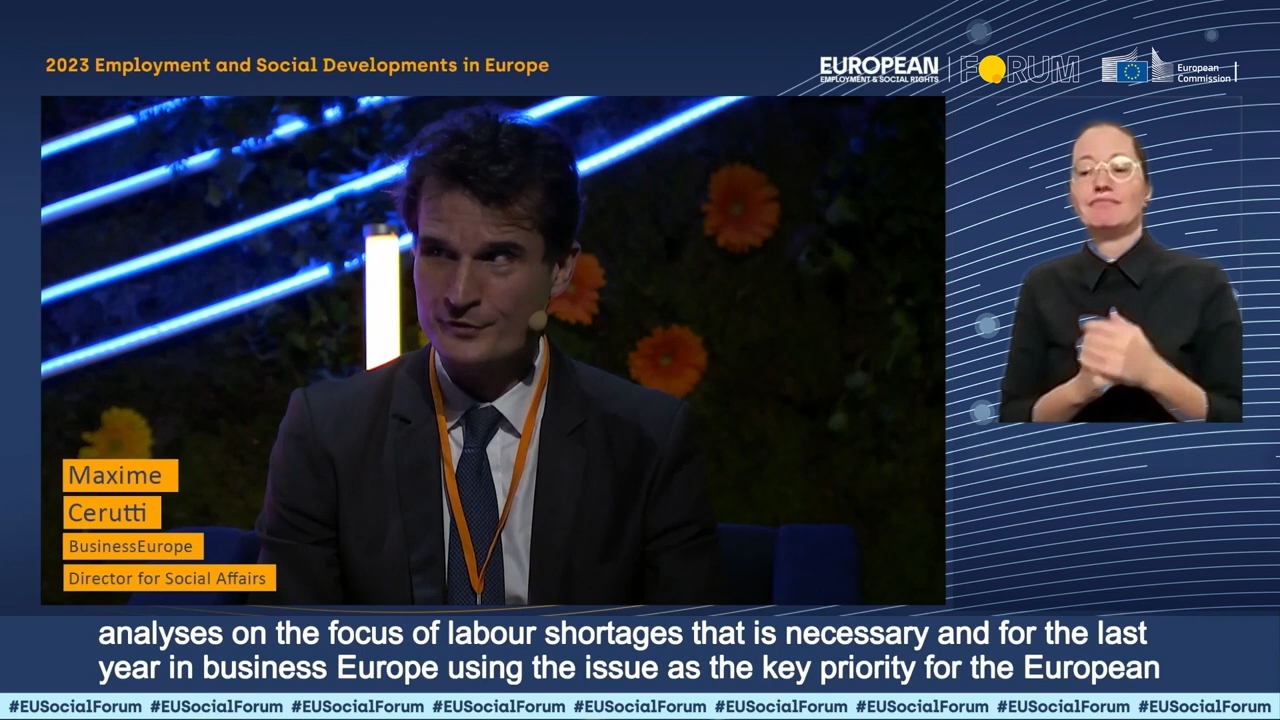 2023 Employment and Social Developments in Europe
EUROPEAN
EMPLOYMENT & SOCIAL RIGHTS
FORUM
European
Commission
Maxime
Cerutti
BusinessEurope
Director for Social Affairs
analyses on the focus of labour shortages that is necessary and for the last
year in business Europe using the issue as the key priority for the European
#EUSocialForum #EUSocialForum #EUSocialForum #EUSocialForum #EUSocialForum #EUSocialForum #EUSocialForum #EUSocialForum #EUSocialForum